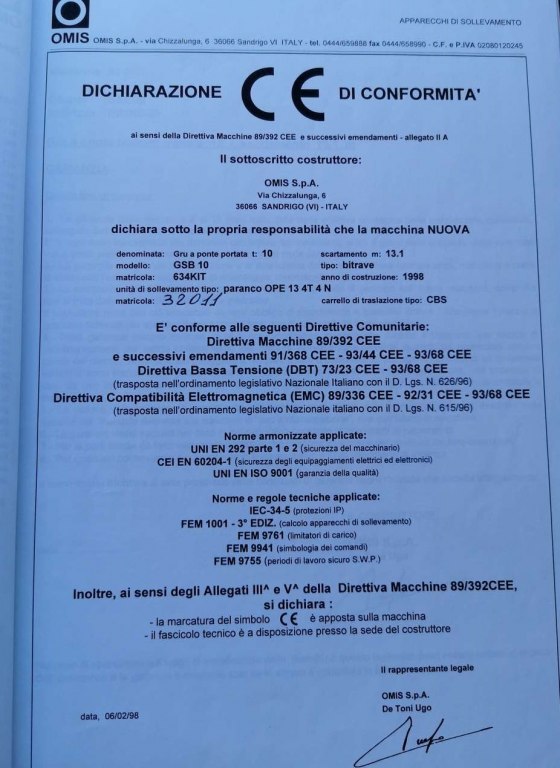 APPARECCHI DI SOLLEVAMENTO
OMIS OMIS S.p.A. - via Chizzalunga, 6 36066 Sandrigo VI ITALY - tel. 0444/659888 fax 0444/658990 - C.F. e P.IVA 02080120245
DICHIARAZIONE CE DI CONFORMITA'
ai sensi della Direttiva Macchine 89/392 CEE e successivi emendamenti - allegato II A
Il sottoscritto costruttore:
OMIS S.p.A.
Via Chizzalunga, 6
36066 SANDRIGO (VI) - ITALY
dichiara sotto la propria responsabilità che la macchina NUOVA
denominata: Gru a ponte portata t: 10 scartamento m: 13.1
modello: GSB 10 tipo: bitrave
matricola: 634KIT anno di costruzione: 1998
unità di sollevamento tipo: paranco OPE 13 4T 4 N
matricola: 32011 carrello di traslazione tipo: CBS
E' conforme alle seguenti Direttive Comunitarie:
Direttiva Macchine 89/392 CEE
e successivi emendamenti 91/368 CEE - 93/44 CEE - 93/68 CEE
Direttiva Bassa Tensione (DBT) 73/23 CEE - 93/68 CEE
(trasposta nell'ordinamento legislativo Nazionale Italiano con il D. Lgs. N. 626/96)
Direttiva Compatibilità Elettromagnetica (EMC) 89/336 CEE - 92/31 CEE - 93/68 CEE
(trasposta nell'ordinamento legislativo Nazionale italiano con il D. Lgs. N. 615/96)
Norme armonizzate applicate:
UNI EN 292 parte 1 e 2 (sicurezza del macchinario)
CEI EN 60204-1 (sicurezza degli equipaggiamenti elettrici ed elettronici)
UNI EN ISO 9001 (garanzia della qualità)
Norme e regole tecniche applicate:
IEC-34-5 (protezioni IP)
FEM 1001 - 3° EDIZ. (calcolo apparecchi di sollevamento)
FEM 9761 (limitatori di carico)
FEM 9941 (simbologia dei comandi)
FEM 9755 (periodi di lavoro sicuro S.W.P.)
Inoltre, ai sensi degli Allegati III^ e V^ della Direttiva Macchine 89/392CEE,
si dichiara :
- la marcatura del simbolo CE è apposta sulla macchina
- il fascicolo tecnico è a disposizione presso la sede del costruttore
Il rappresentante legale
OMIS S.p.A.
De Toni Ugo
data, 06/02/98